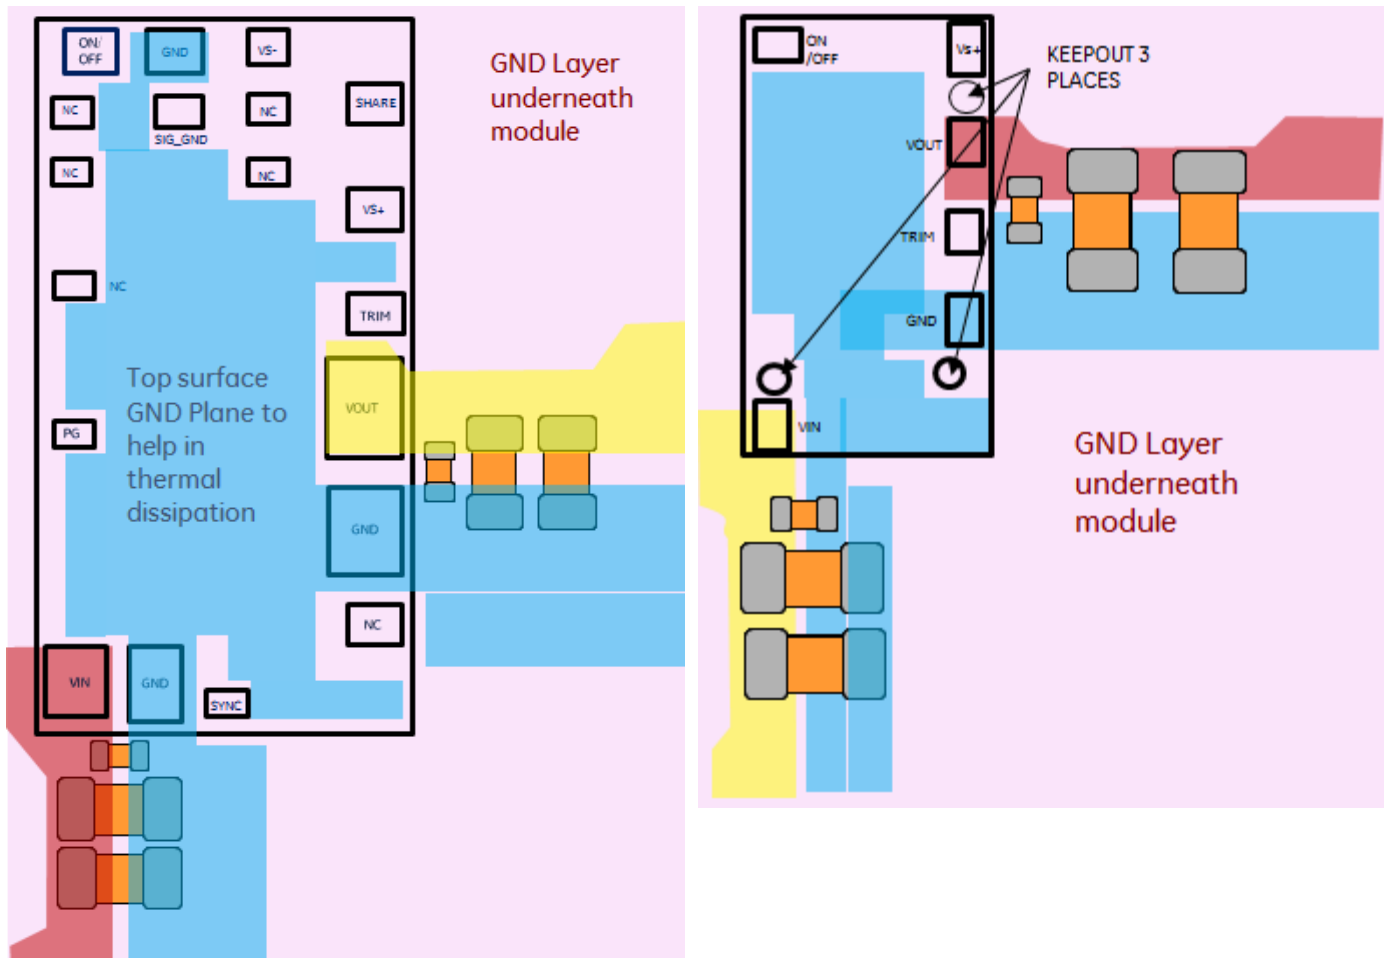 ON/
OFF
GND
VS-
NC
SIG_GND
NC
SHARE
NC
NC
VS+
NC
TRIM
VOUT
PG
GND
NC
VIN
GND
SYNC
Top surface
GND Plane to
help in
thermal
dissipation
GND Layer
underneath
module
ON
/OFF
Vs+
KEEPOUT 3
PLACES
VOUT
TRIM
GND
VIN
GND Layer
underneath
module